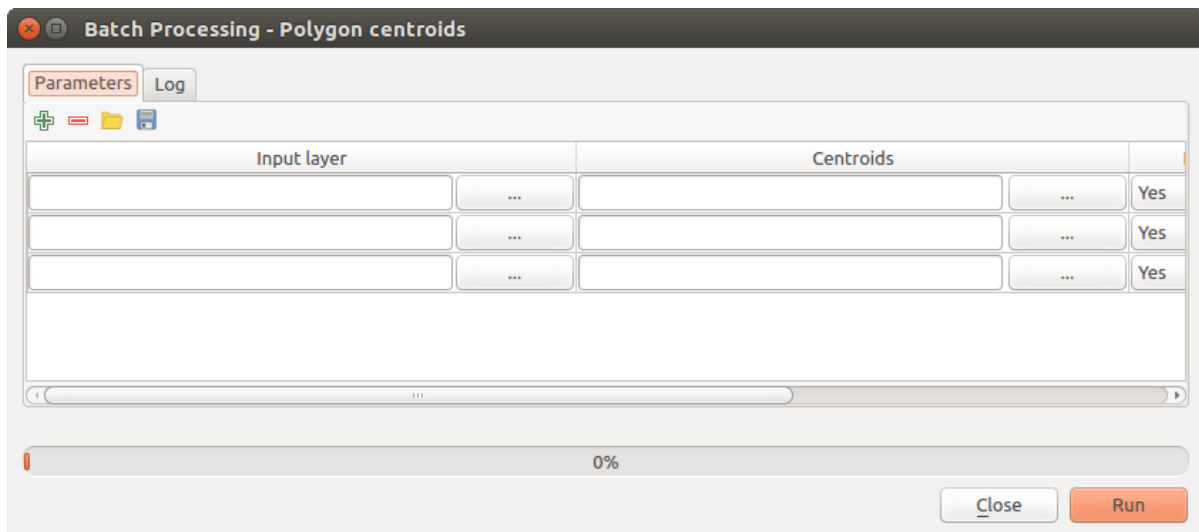 Batch Processing - Polygon centroids
Parameters Log
Input layer Centroids
... ... Yes
... ... Yes
... ... Yes
0%
Close Run